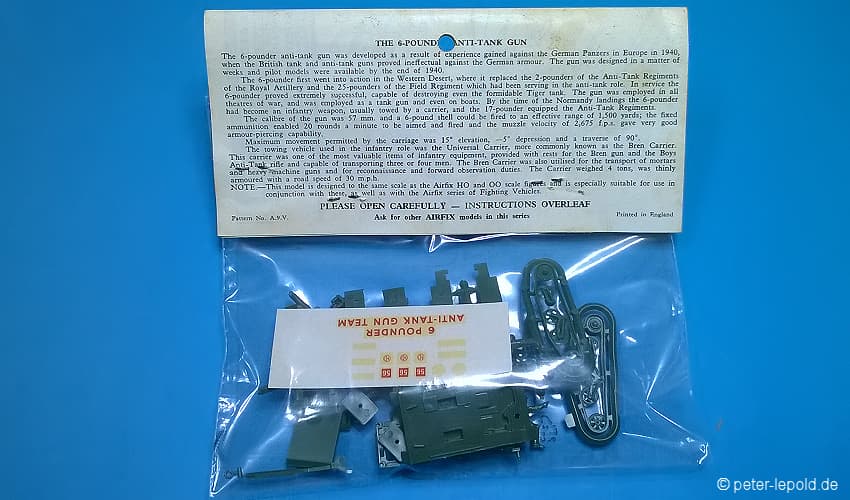 THE 6-POUND ANTI-TANK GUN
The 6-pounder anti-tank gun was developed as a result of experience gained against the German Panzers in Europe in 1940,
when the British tank and anti-tank guns proved ineffectual against the German armour. The gun was designed in a matter of
weeks and pilot models were available by the end of 1940.
The 6-pounder first went into action in the Western Desert, where it replaced the 2-pounders of the Anti-Tank Regiments
of the Royal Artillery and the 25-pounders of the Field Regiment which had been serving in the anti-tank role. In service the
6-pounder proved extremely successful, capable of destroying even the formidable Tiger tank. The gun was employed in all
theatres of war, and was employed as a tank gun and even on boats. By the time of the Normandy landings the 6-pounder
had become an infantry weapon, usually towed by a carrier, and the 17-pounder equipped the Anti-Tank Regiments.
The calibre of the gun was 57 mm. and a 6-pound shell could be fired to an effective range of 1,500 yards; the fixed
ammunition enabled 20 rounds a minute to be aimed and fired and the muzzle velocity of 2,675 f.p.s. gave very good
armour-piercing capability.
Maximum movement permitted by the carriage was 15° elevation, —5° depression and a traverse of 90°.
The towing vehicle used in the infantry role was the Universal Carrier, more commonly known as the Bren Carrier.
This carrier was one of the most valuable items of infantry equipment, provided with rests for the Bren gun and the Boys
Anti-Tank rifle and capable of transporting three or four men. The Bren Carrier was also utilised for the transport of mortars
and heavy machine guns and for reconnaissance and forward observation duties. The Carrier weighed 4 tons, was thinly
armoured with a road speed of 30 m.p.h.
NOTE.—This model is designed to the same scale as the Airfix HO and OO scale figures and is especially suitable for use in
conjunction with these, as well as with the Airfix series of Fighting Vehicles.
PLEASE OPEN CAREFULLY — INSTRUCTIONS OVERLEAF
Pattern No. A.9.V. Ask for other AIRFIX models in this series Printed in England
6 POUNDER
ANTI-TANK GUN TEAM
56 56 56
© peter-lepold.de